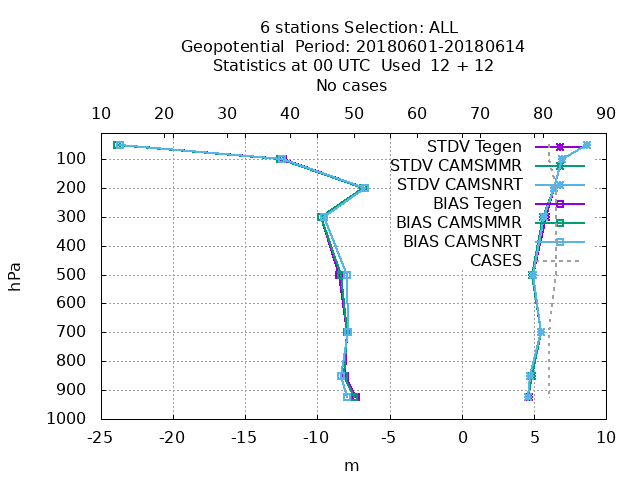 6 stations Selection: ALL
Geopotential  Period: 20180601-20180614
Statistics at 00 UTC  Used  12 + 12
No cases
10 20 30 40 50 60 70 80 90
STDV Tegen
STDV CAMSMMR
STDV CAMSNRT
BIAS Tegen
BIAS CAMSMMR
BIAS CAMSNRT
CASES
hPa
100
200
300
400
500
600
700
800
900
1000
-25 -20 -15 -10 -5 0 5 10
m